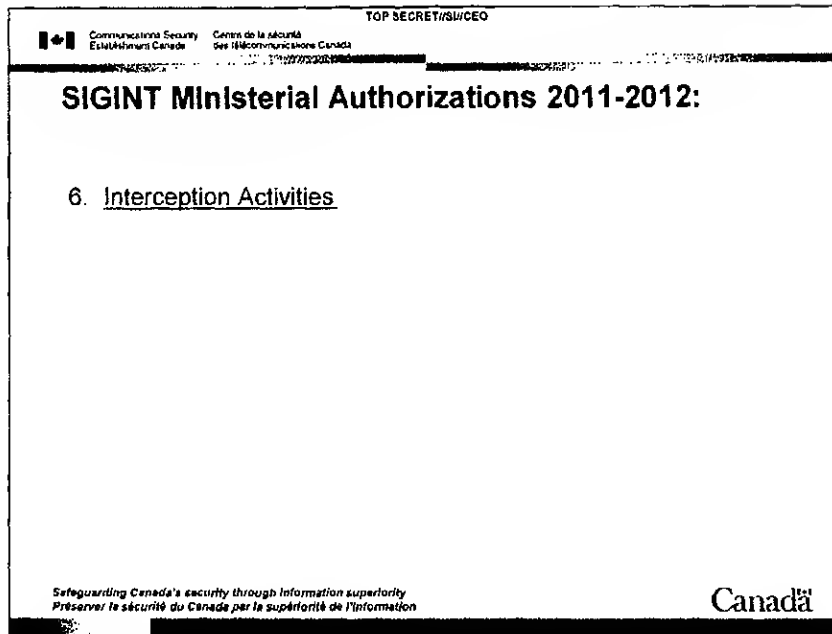 TOP SECRET//SI//CEO
Communications Security Centre de la sécurité
Establishment Canada des télécommunications Canada
SIGINT Ministerial Authorizations 2011-2012:
6. Interception Activities
Safeguarding Canada's security through information superiority
Préserver la sécurité du Canada par la supériorité de l'information
Canada